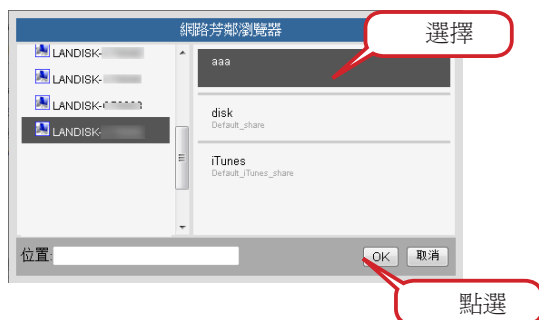 網路芳鄰瀏覽器
選擇
LANDISK-
LANDISK-
LANDISK-
LANDISK-
aaa
disk
Default_share
iTunes
Default_iTunes_share
位置:
OK
取消
點選